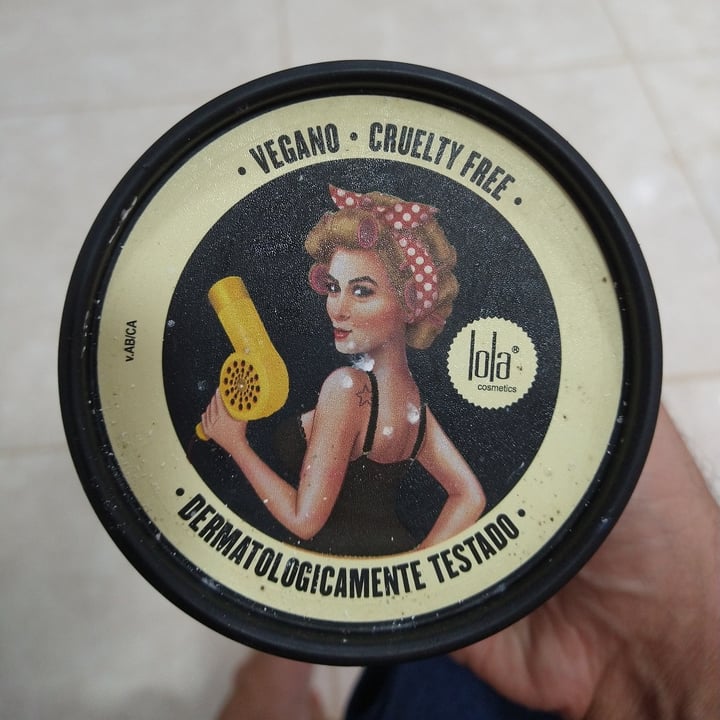 • VEGANO • CRUELTY FREE •
v.AB/CA
lola®
cosmetics
• DERMATOLOGICAMENTE TESTADO •